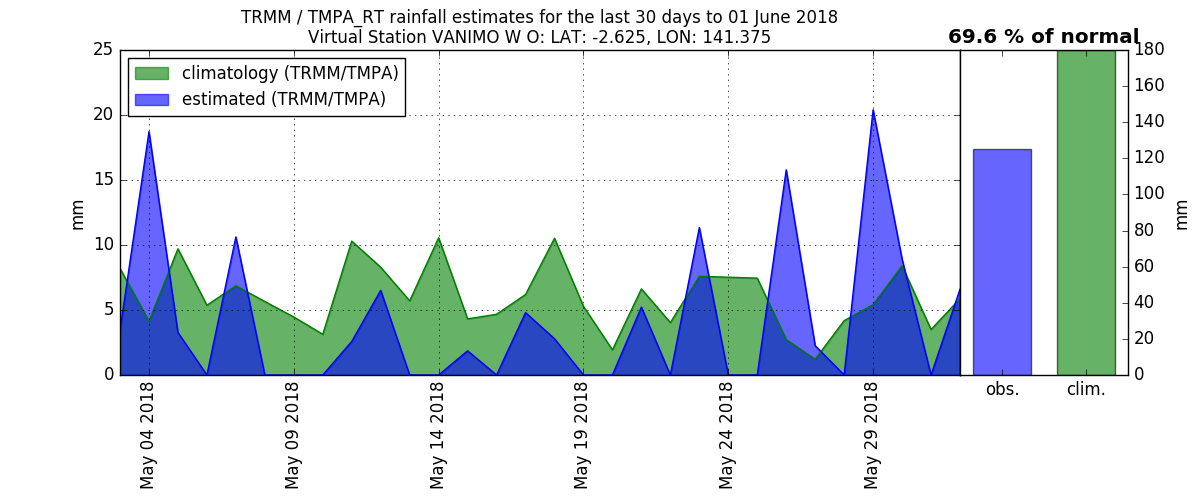 TRMM / TMPA_RT rainfall estimates for the last 30 days to 01 June 2018
Virtual Station VANIMO W O: LAT: -2.625, LON: 141.375
69.6 % of normal
climatology (TRMM/TMPA)
estimated (TRMM/TMPA)
mm
25
20
15
10
5
0
May 04 2018
May 09 2018
May 14 2018
May 19 2018
May 24 2018
May 29 2018
180
160
140
120
100
80
60
40
20
0
mm
obs.
clim.